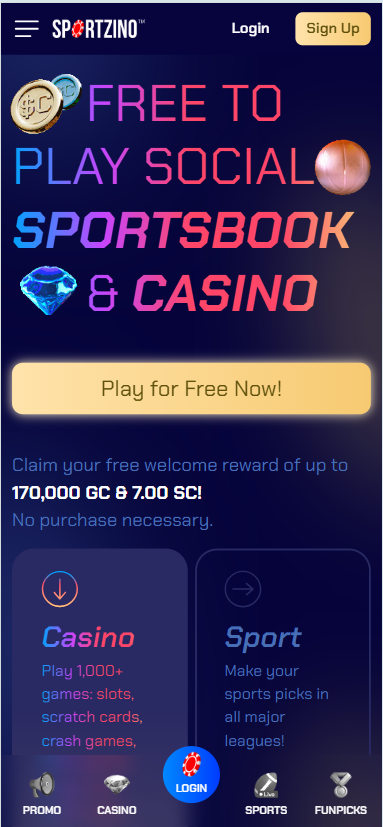 SPORTZINO™
Login
Sign Up
FREE TO
PLAY SOCIAL
SPORTSBOOK
& CASINO
Play for Free Now!
Claim your free welcome reward of up to
170,000 GC & 7.00 SC!
No purchase necessary.
Casino
Play 1,000+
games: slots,
scratch cards,
crash games,
Sport
Make your
sports picks in
all major
leagues!
PROMO
CASINO
LOGIN
LIVE
SPORTS
FUNPICKS